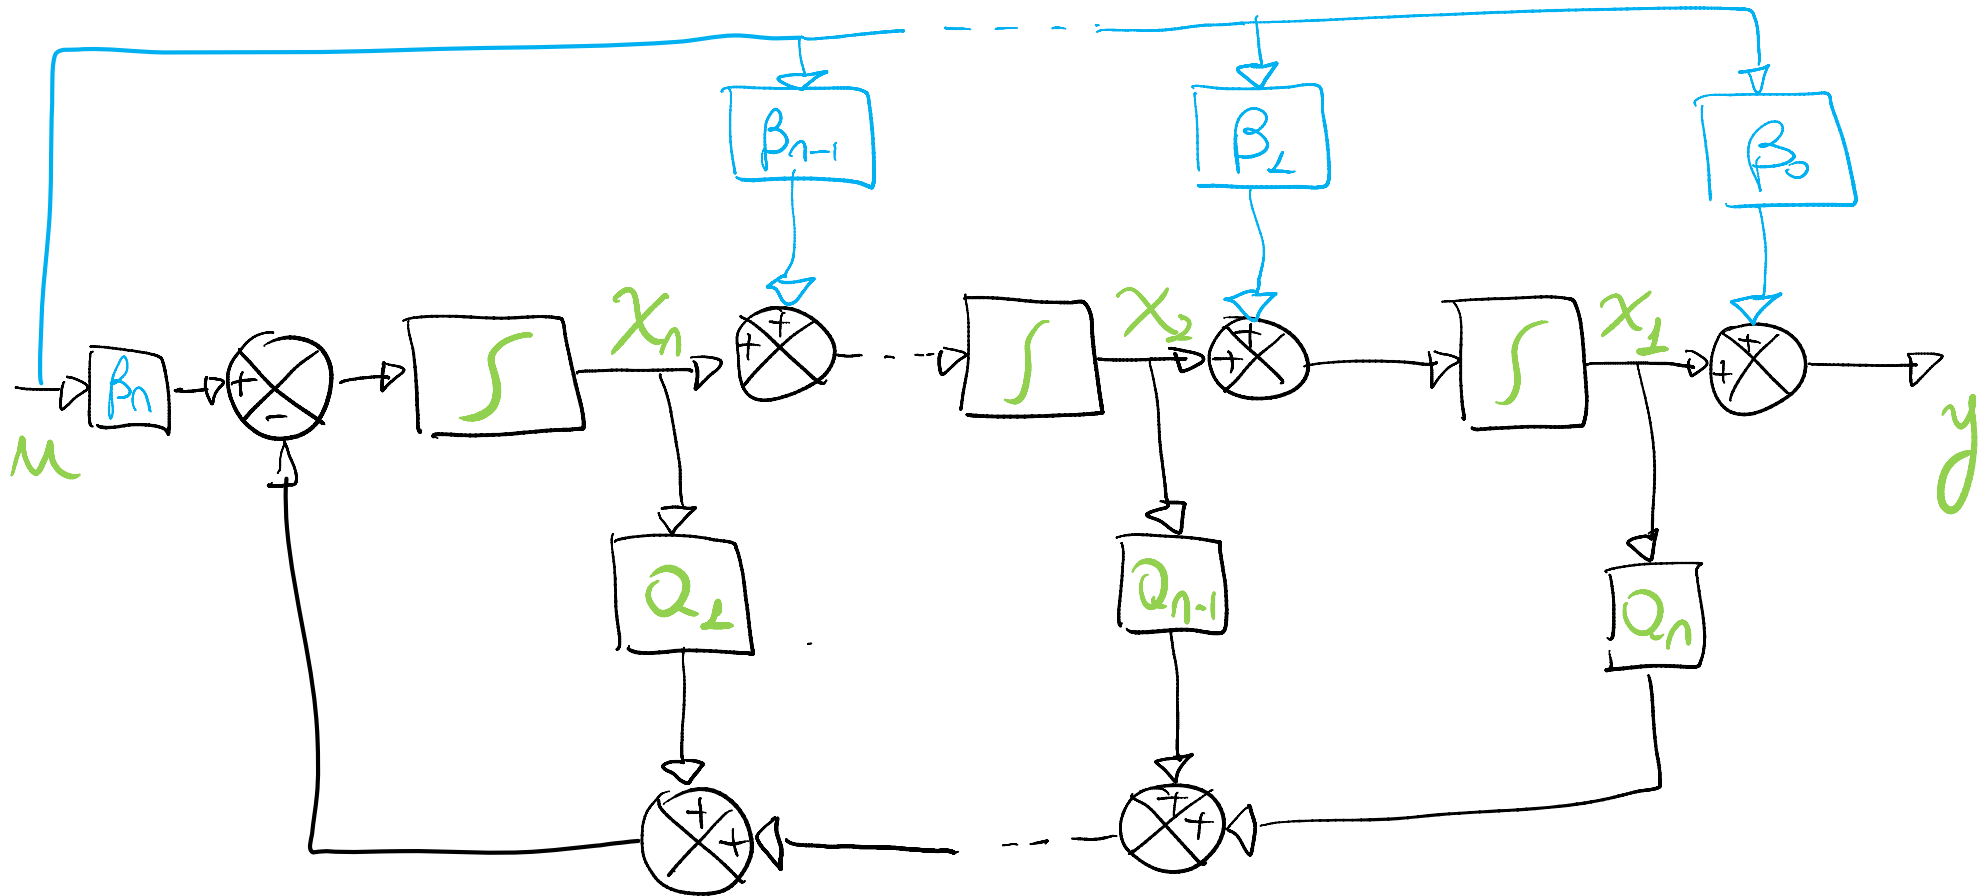 βₙ₋₁ β₁ β₀
+ + + + + +
u βₙ + - ∫ xₙ ∫ x₂ ∫ x₁ y
Q₁ Qₙ₋₁ Qₙ
+ + + +